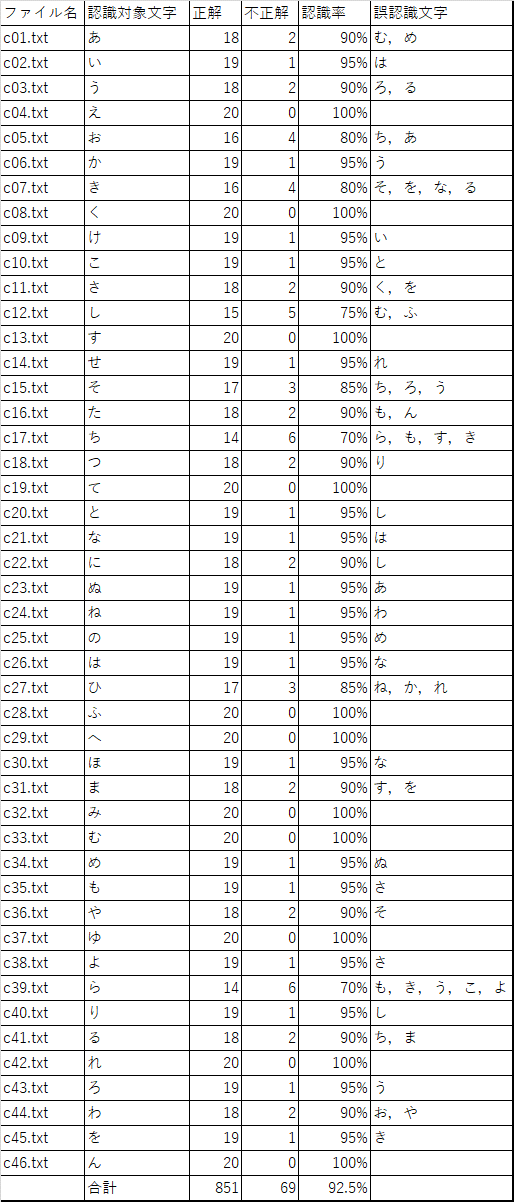 ファイル名 認識対象文字 正解 不正解 認識率 誤認識文字
c01.txt あ 18 2 90% む，め
c02.txt い 19 1 95% は
c03.txt う 18 2 90% ろ，る
c04.txt え 20 0 100%
c05.txt お 16 4 80% ち，あ
c06.txt か 19 1 95% う
c07.txt き 16 4 80% そ，を，な，る
c08.txt く 20 0 100%
c09.txt け 19 1 95% い
c10.txt こ 19 1 95% と
c11.txt さ 18 2 90% く，を
c12.txt し 15 5 75% む，ふ
c13.txt す 20 0 100%
c14.txt せ 19 1 95% れ
c15.txt そ 17 3 85% ち，ろ，う
c16.txt た 18 2 90% も，ん
c17.txt ち 14 6 70% ら，も，す，き
c18.txt つ 18 2 90% り
c19.txt て 20 0 100%
c20.txt と 19 1 95% し
c21.txt な 19 1 95% は
c22.txt に 18 2 90% し
c23.txt ぬ 19 1 95% あ
c24.txt ね 19 1 95% わ
c25.txt の 19 1 95% め
c26.txt は 19 1 95% な
c27.txt ひ 17 3 85% ね，か，れ
c28.txt ふ 20 0 100%
c29.txt へ 20 0 100%
c30.txt ほ 19 1 95% な
c31.txt ま 18 2 90% す，を
c32.txt み 20 0 100%
c33.txt む 20 0 100%
c34.txt め 19 1 95% ぬ
c35.txt も 19 1 95% さ
c36.txt や 18 2 90% そ
c37.txt ゆ 20 0 100%
c38.txt よ 19 1 95% さ
c39.txt ら 14 6 70% も，き，う，こ，よ
c40.txt り 19 1 95% し
c41.txt る 18 2 90% ち，ま
c42.txt れ 20 0 100%
c43.txt ろ 19 1 95% う
c44.txt わ 18 2 90% お，や
c45.txt を 19 1 95% き
c46.txt ん 20 0 100%
合計 851 69 92.5%